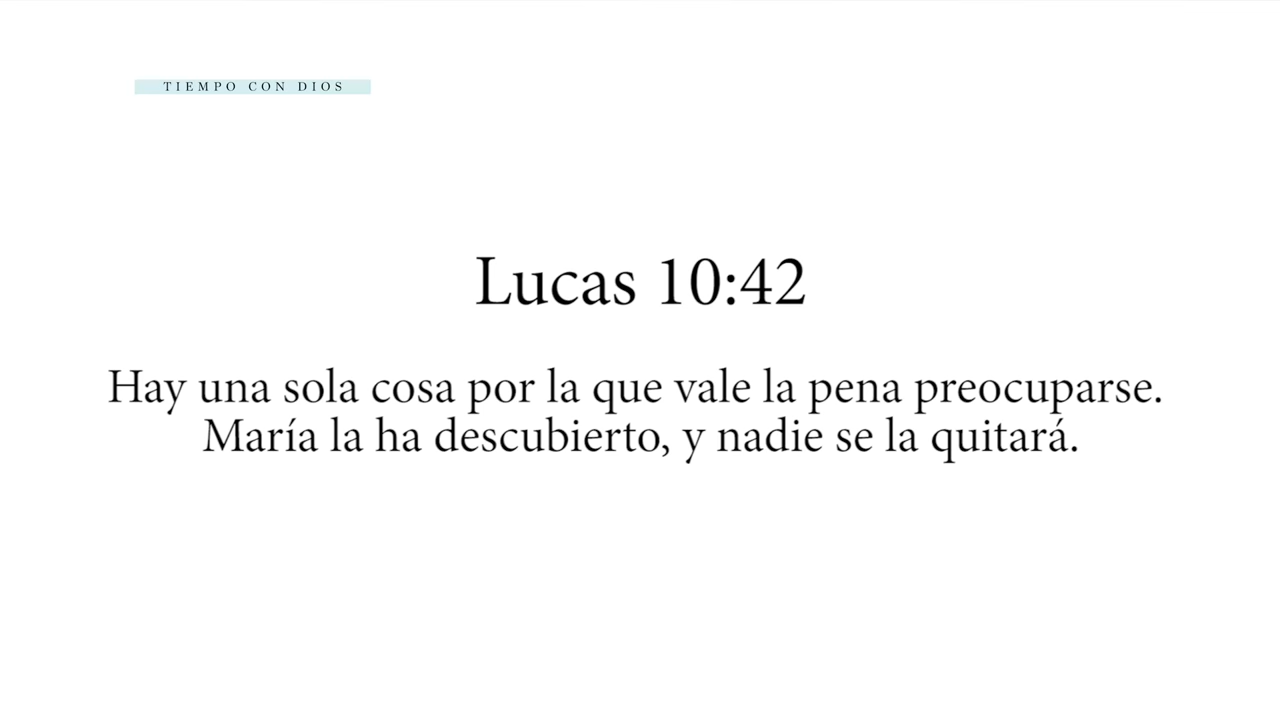 TIEMPO CON DIOS
Lucas 10:42
Hay una sola cosa por la que vale la pena preocuparse.
María la ha descubierto, y nadie se la quitará.